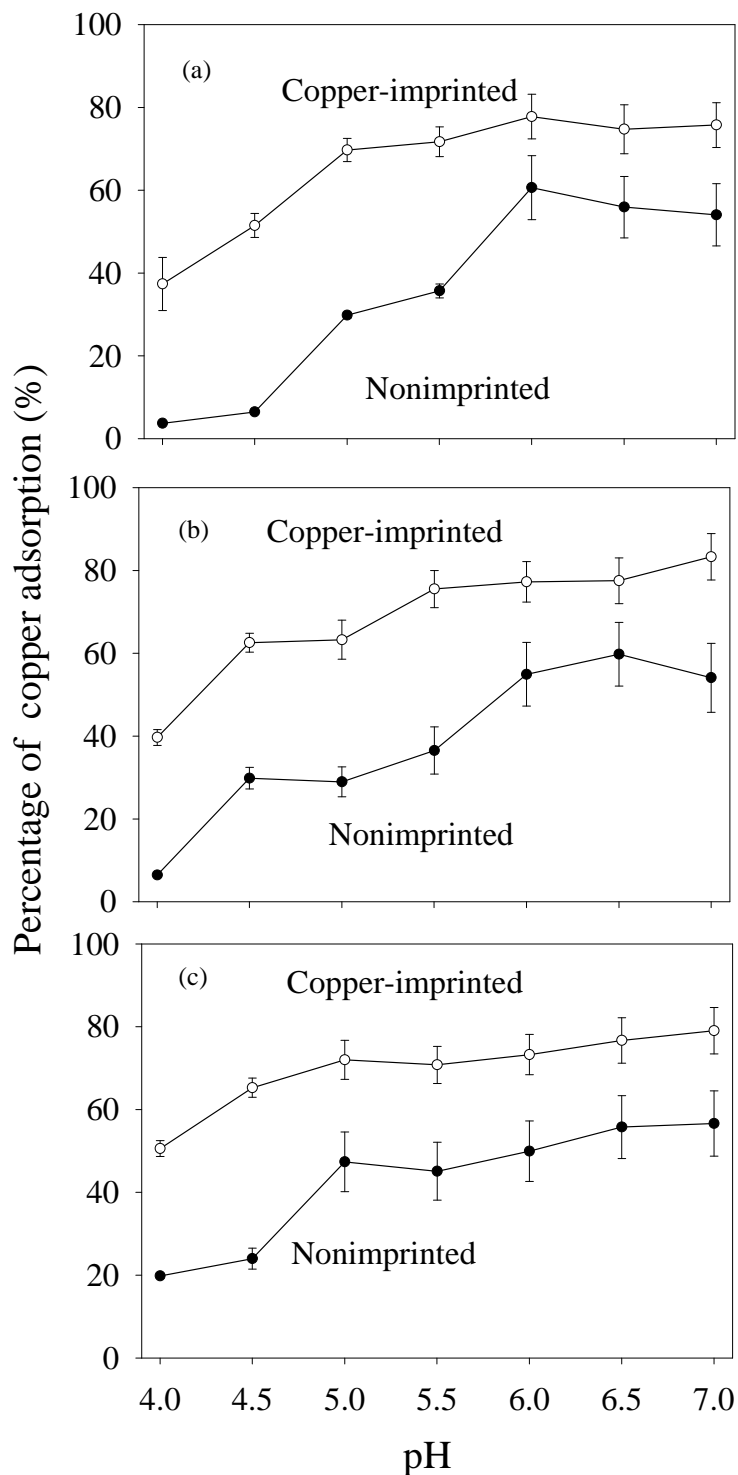 Percentage of copper adsorption (%)
100
80
60
40
20
0
(a)
Copper-imprinted
Nonimprinted
100
80
60
40
20
0
(b)
Copper-imprinted
Nonimprinted
100
80
60
40
20
0
(c)
Copper-imprinted
Nonimprinted
4.0 4.5 5.0 5.5 6.0 6.5 7.0
pH